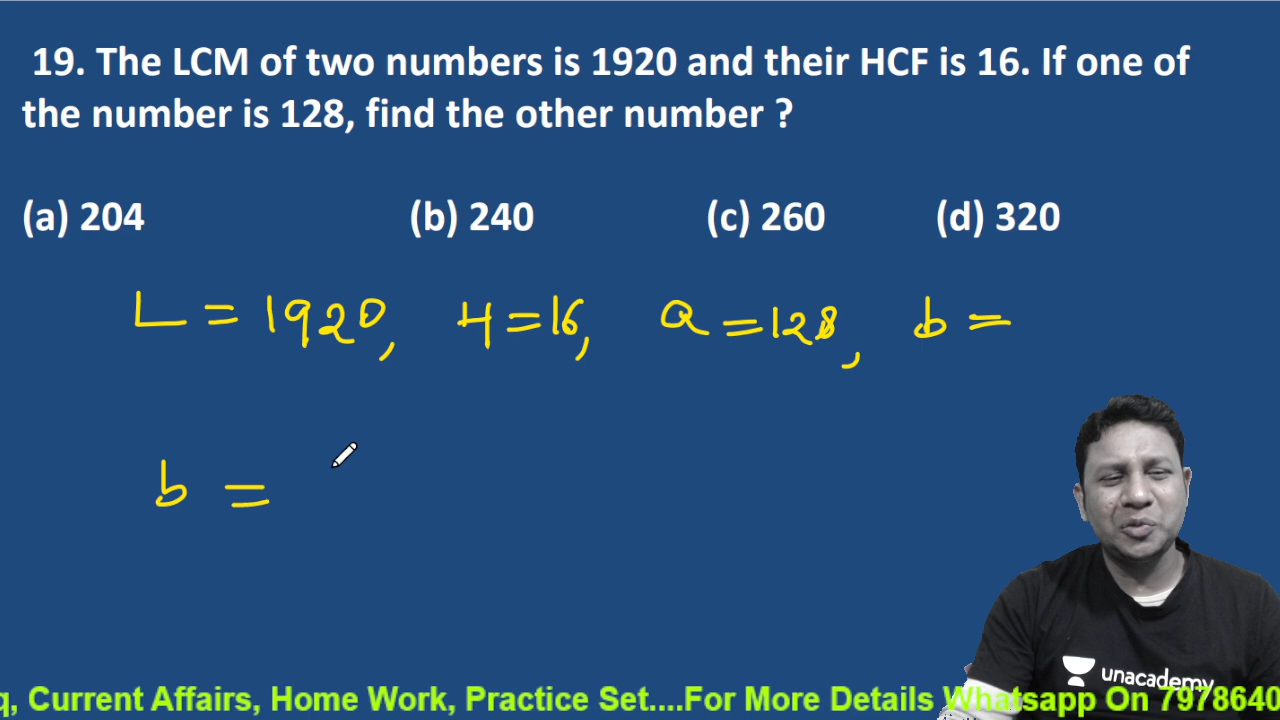 19. The LCM of two numbers is 1920 and their HCF is 16. If one of
the number is 128, find the other number ?
(a) 204 (b) 240 (c) 260 (d) 320
L = 1920, H = 16, a = 128, b =
b =
unacademy
q, Current Affairs, Home Work, Practice Set....For More Details Whatsapp On 7978640